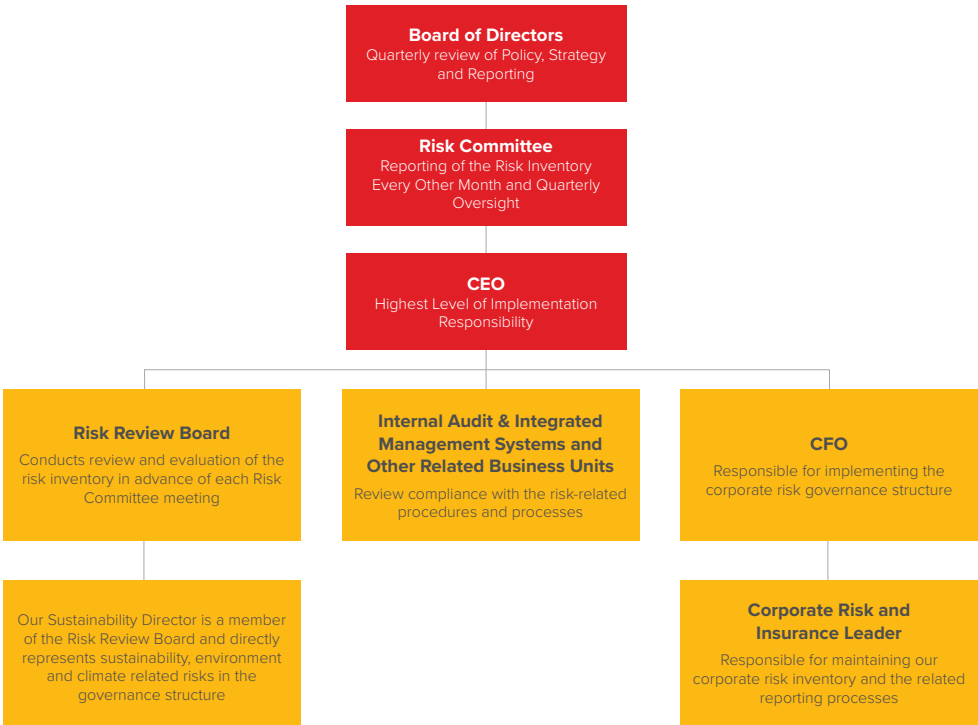 Board of Directors
Quarterly review of Policy, Strategy
and Reporting
Risk Committee
Reporting of the Risk Inventory
Every Other Month and Quarterly
Oversight
CEO
Highest Level of Implementation
Responsibility
Risk Review Board
Conducts review and evaluation of the
risk inventory in advance of each Risk
Committee meeting
Internal Audit & Integrated
Management Systems and
Other Related Business Units
Review compliance with the risk-related
procedures and processes
CFO
Responsible for implementing the
corporate risk governance structure
Our Sustainability Director is a member
of the Risk Review Board and directly
represents sustainability, environment
and climate related risks in the
governance structure
Corporate Risk and
Insurance Leader
Responsible for maintaining our
corporate risk inventory and the related
reporting processes